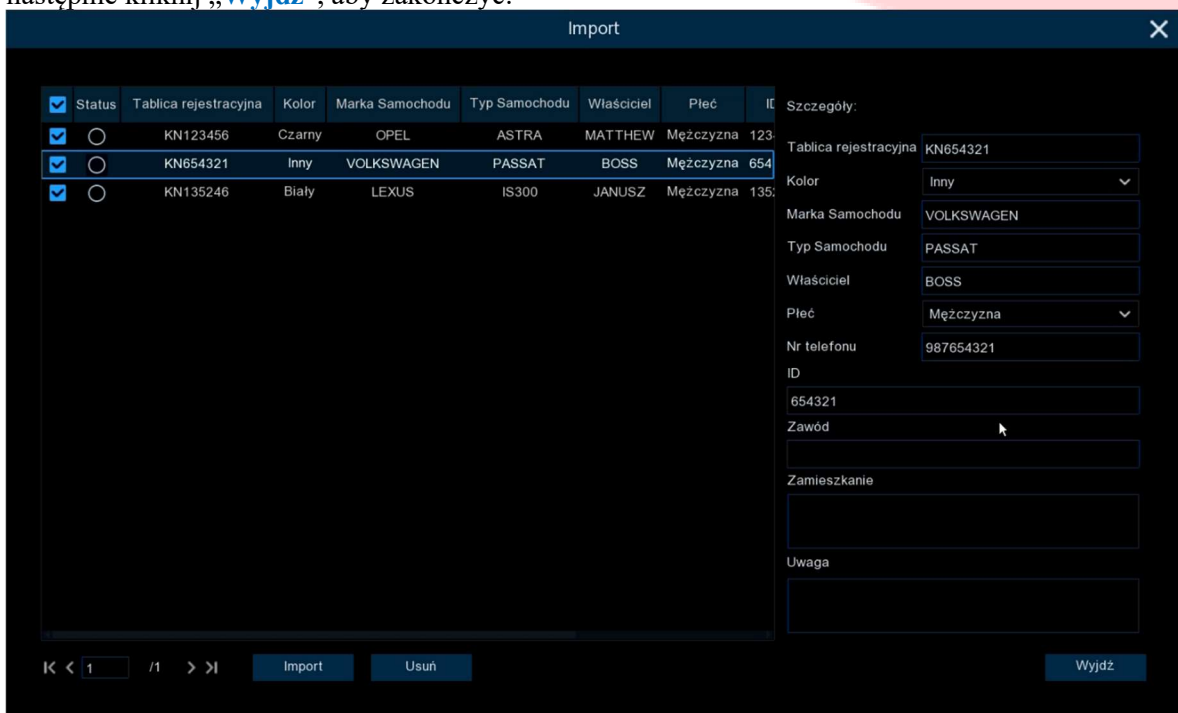 następnie kliknij „Wyjdź", aby zakończyć.
Import
Status Tablica rejestracyjna Kolor Marka Samochodu Typ Samochodu Właściciel Płeć
KN123456 Czarny OPEL ASTRA MATTHEW Mężczyzna 123
KN654321 Inny VOLKSWAGEN PASSAT BOSS Mężczyzna 654
KN135246 Biały LEXUS IS300 JANUSZ Mężczyzna 135
Szczegóły:
Tablica rejestracyjna KN654321
Kolor Inny
Marka Samochodu VOLKSWAGEN
Typ Samochodu PASSAT
Właściciel BOSS
Płeć Mężczyzna
Nr telefonu 987654321
ID
654321
Zawód
Zamieszkanie
Uwaga
1 /1 Import Usuń Wyjdź